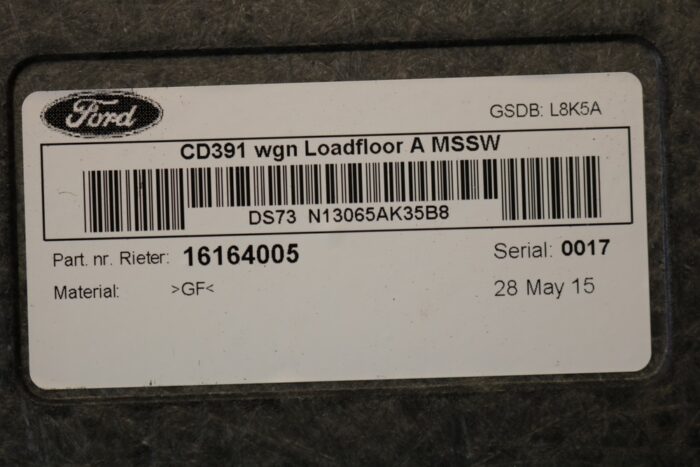 Ford
GSDB: L8K5A
CD391 wgn Loadfloor A MSSW
DS73 N13065AK35B8
Part. nr. Rieter: 16164005
Serial: 0017
Material: >GF<
28 May 15